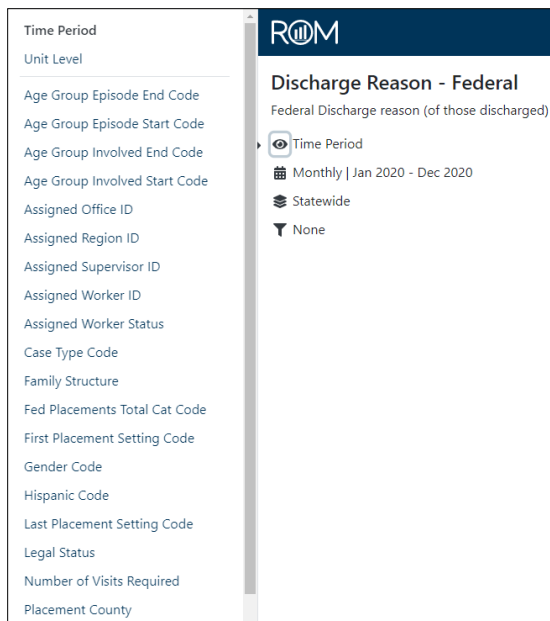 Time Period
Unit Level
Age Group Episode End Code
Age Group Episode Start Code
Age Group Involved End Code
Age Group Involved Start Code
Assigned Office ID
Assigned Region ID
Assigned Supervisor ID
Assigned Worker ID
Assigned Worker Status
Case Type Code
Family Structure
Fed Placements Total Cat Code
First Placement Setting Code
Gender Code
Hispanic Code
Last Placement Setting Code
Legal Status
Number of Visits Required
Placement County
ROM
Discharge Reason - Federal
Federal Discharge reason (of those discharged)
Time Period
Monthly | Jan 2020 - Dec 2020
Statewide
None